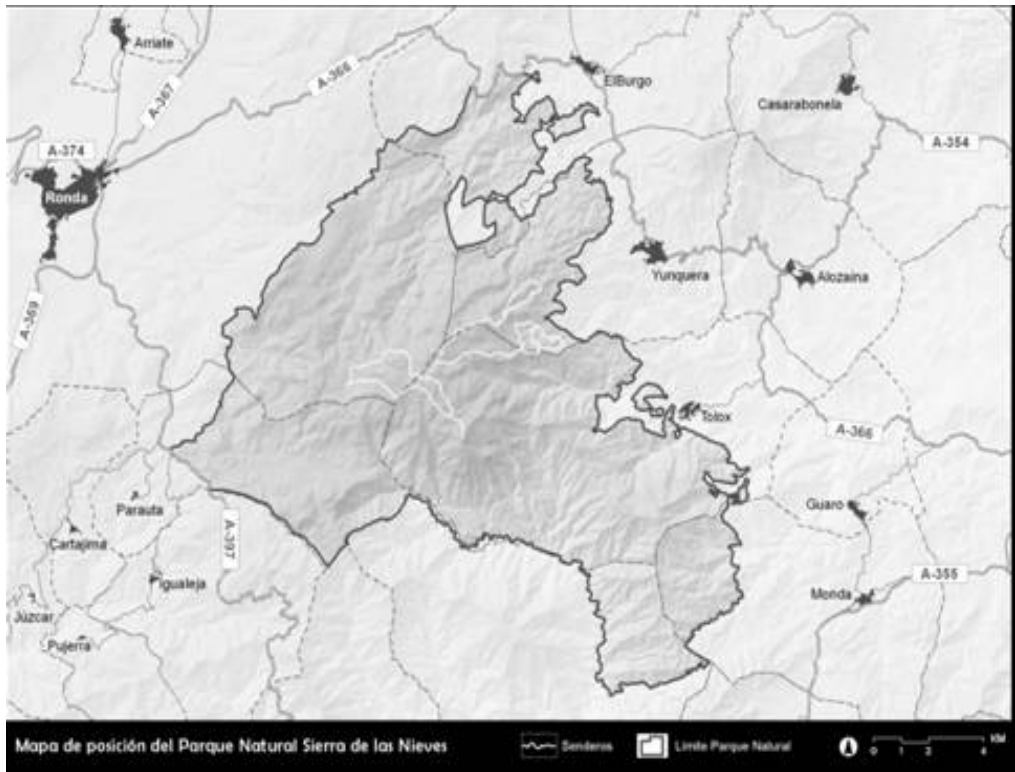 Arriate
A-367
A-366
ElBurgo
Casarabonela
A-374
A-354
Ronda
Yunquera
Alozaina
A-369
Tolox
A-366
Parauta
A-397
Guaro
Cartajima
Igualeja
A-355
Monda
Júzcar
Pujerra
Mapa de posición del Parque Natural Sierra de las Nieves
Senderos
Límite Parque Natural
0 1 2 4 KM